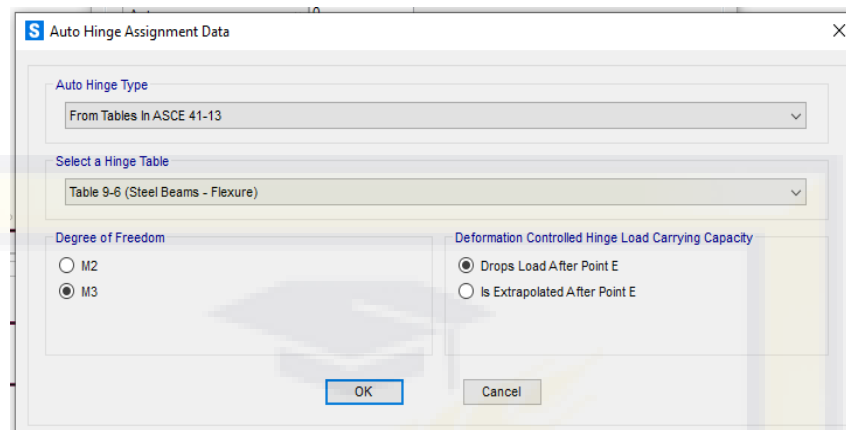 Auto Hinge Assignment Data
Auto Hinge Type
From Tables In ASCE 41-13
Select a Hinge Table
Table 9-6 (Steel Beams - Flexure)
Degree of Freedom
M2
M3
Deformation Controlled Hinge Load Carrying Capacity
Drops Load After Point E
Is Extrapolated After Point E
OK
Cancel